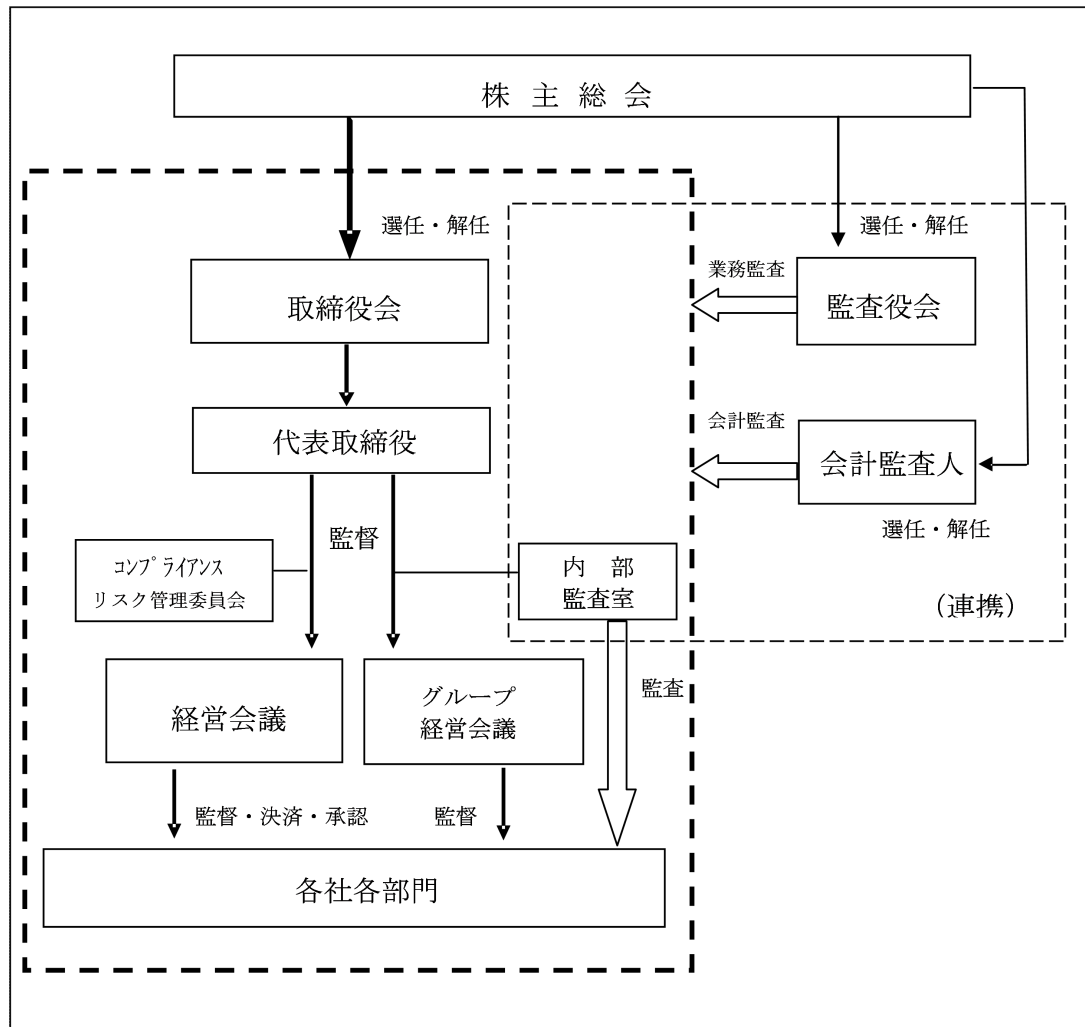 株 主 総 会
選任・解任
選任・解任
業務監査
取締役会
監査役会
会計監査
代表取締役
会計監査人
監督
選任・解任
ｺﾝﾌﾟﾗｲｱﾝｽ
リスク管理委員会
内 部
監査室
（連携）
監査
経営会議
グループ
経営会議
監督・決済・承認
監督
各社各部門